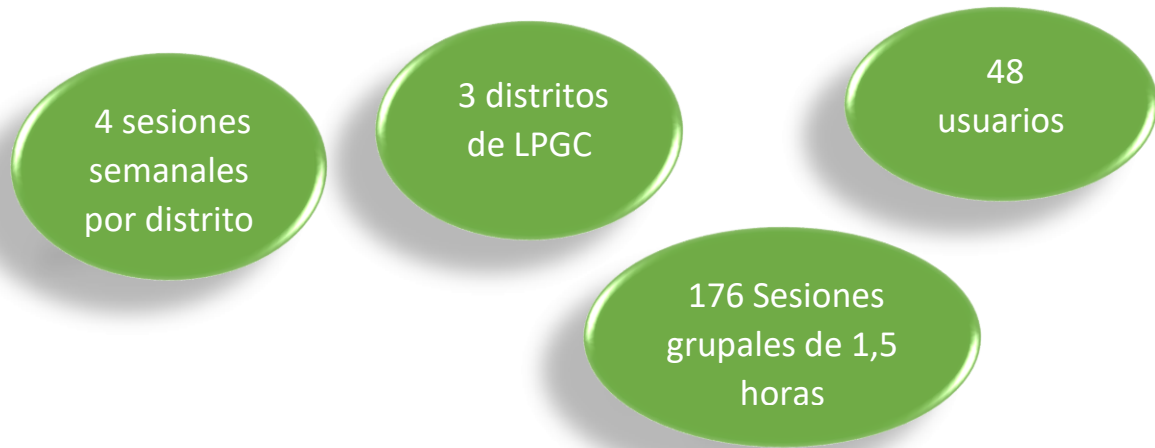 4 sesiones
semanales
por distrito
3 distritos
de LPGC
48
usuarios
176 Sesiones
grupales de 1,5
horas